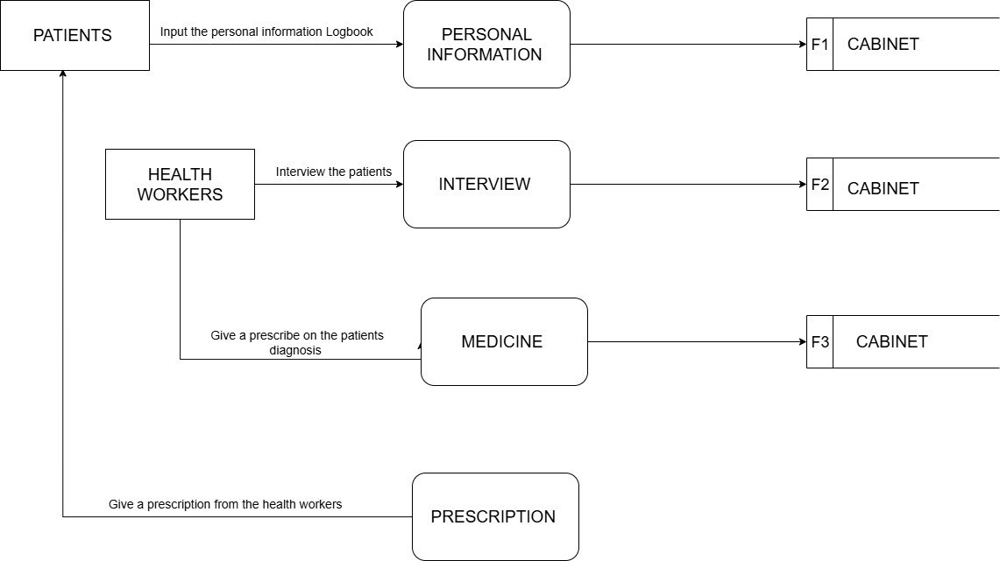 PATIENTS
Input the personal information Logbook
PERSONAL
INFORMATION
F1
CABINET
HEALTH
WORKERS
Interview the patients
INTERVIEW
F2
CABINET
Give a prescribe on the patients
diagnosis
MEDICINE
F3
CABINET
Give a prescription from the health workers
PRESCRIPTION